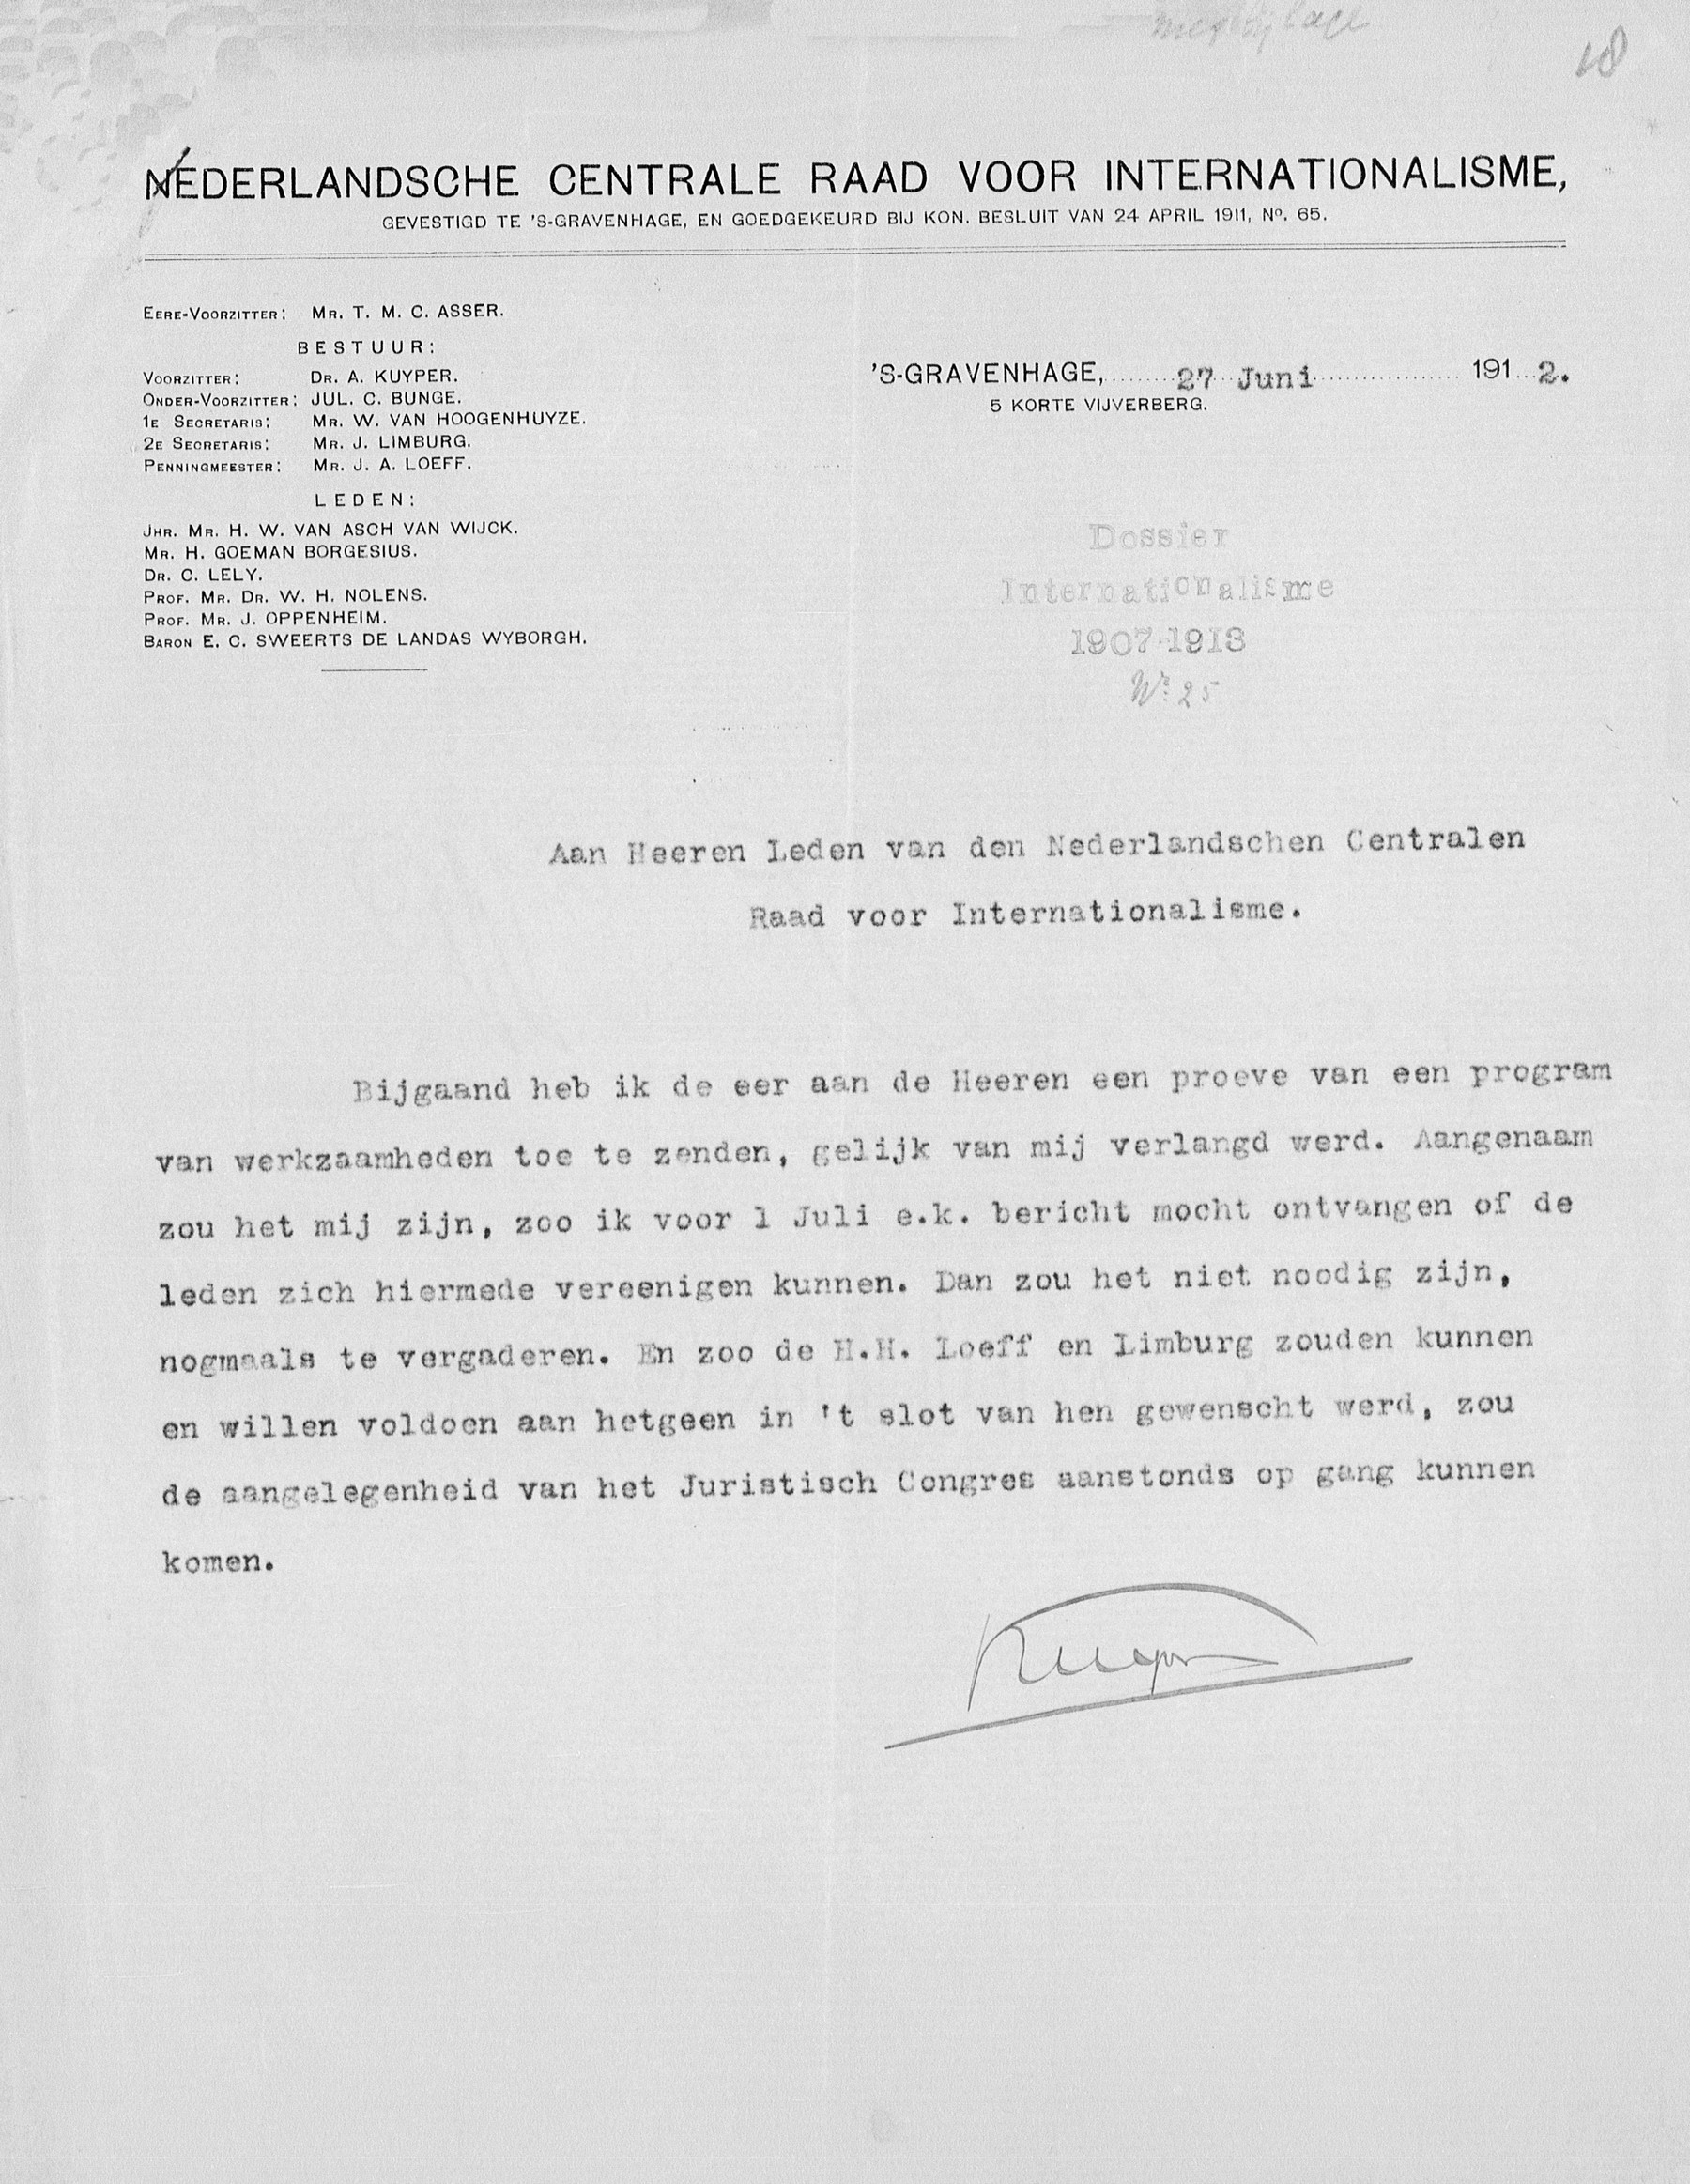 met bijlage
18
NEDERLANDSCHE CENTRALE RAAD VOOR INTERNATIONALISME,
GEVESTIGD TE 'S-GRAVENHAGE, EN GOEDGEKEURD BIJ KON. BESLUIT VAN 24 APRIL 1911, No. 65.
EERE-VOORZITTER: MR. T. M. C. ASSER.
BESTUUR:
VOORZITTER: DR. A. KUYPER.
ONDER-VOORZITTER: JUL. C. BUNGE.
1E SECRETARIS: MR. W. VAN HOOGENHUYZE.
2E SECRETARIS: MR. J. LIMBURG.
PENNINGMEESTER: MR. J. A. LOEFF.
LEDEN:
JHR. MR. H. W. VAN ASCH VAN WIJCK.
MR. H. GOEMAN BORGESIUS.
DR. C. LELY.
PROF. MR. DR. W. H. NOLENS.
PROF. MR. J. OPPENHEIM.
BARON E. C. SWEERTS DE LANDAS WYBORGH.
'S-GRAVENHAGE, 27 Juni 1912.
5 KORTE VIJVERBERG.
Dossier
Internationalisme
1907-1913
No. 25
Aan Heeren Leden van den Nederlandschen Centralen
Raad voor Internationalisme.
Bijgaand heb ik de eer aan de Heeren een proeve van een program
van werkzaamheden toe te zenden, gelijk van mij verlangd werd. Aangenaam
zou het mij zijn, zoo ik voor 1 Juli e.k. bericht mocht ontvangen of de
leden zich hiermede vereenigen kunnen. Dan zou het niet noodig zijn,
nogmaals te vergaderen. En zoo de H.H. Loeff en Limburg zouden kunnen
en willen voldoen aan hetgeen in 't slot van hen gewenscht werd, zou
de aangelegenheid van het Juristisch Congres aanstonds op gang kunnen
komen.
Kuyper